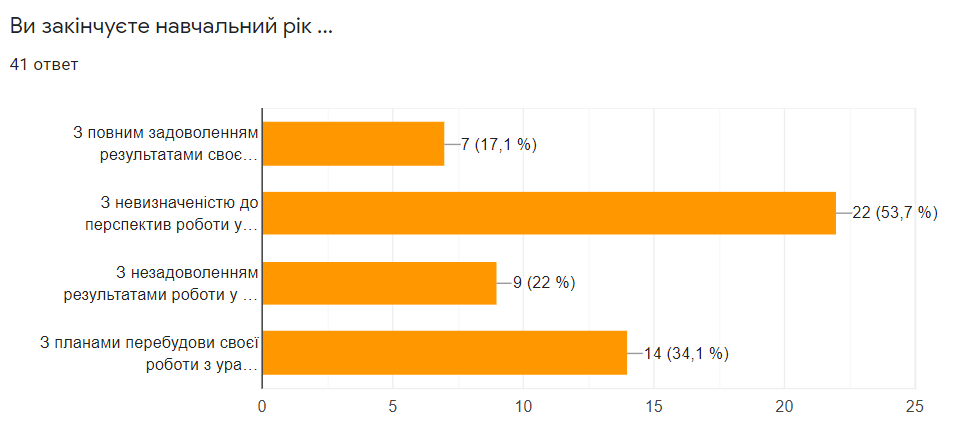 Ви закінчуєте навчальний рік ...
41 ответ
З повним задоволенням
результатами своє…
7 (17,1 %)
З невизначеністю до
перспектив роботи у…
22 (53,7 %)
З незадоволенням
результатами роботи у …
9 (22 %)
З планами перебудови своєї
роботи з ура…
14 (34,1 %)
0 5 10 15 20 25